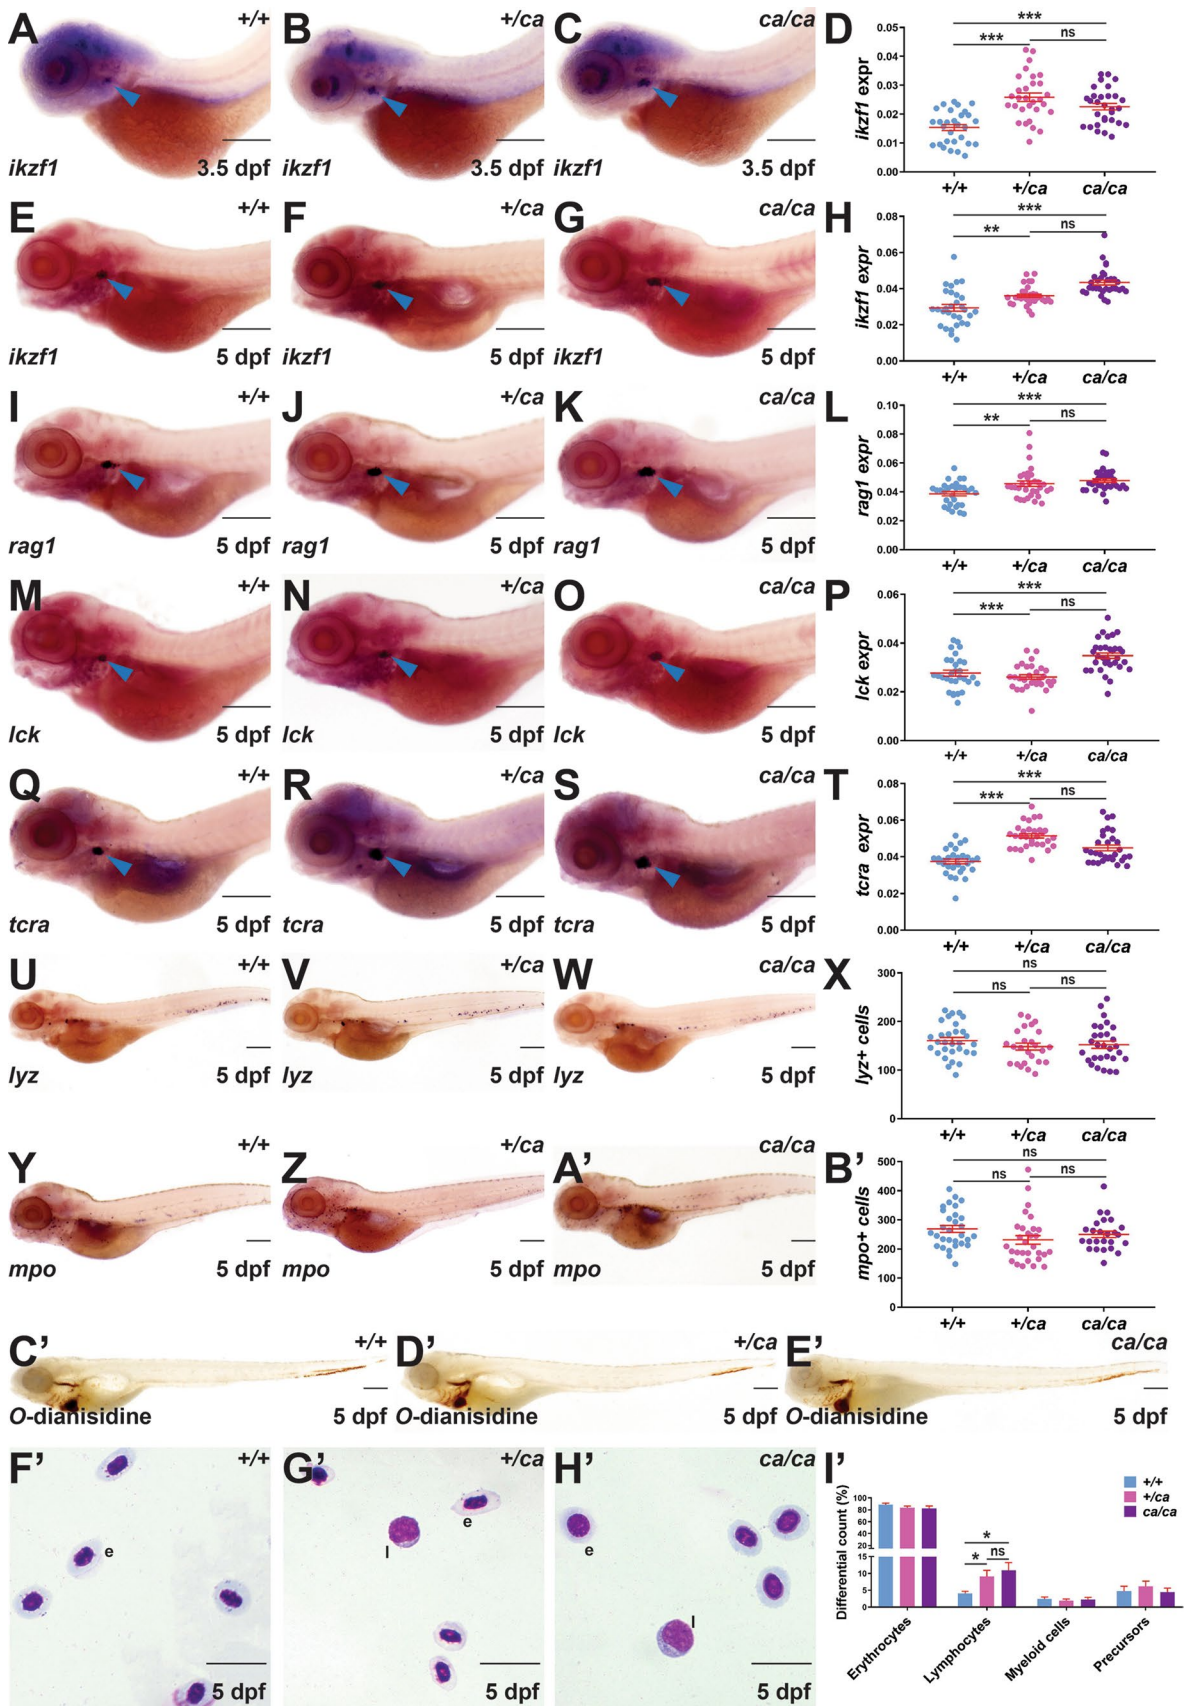 A +/+ B +/ca C ca/ca D
ikzf1 3.5 dpf ikzf1 3.5 dpf ikzf1 3.5 dpf
ikzf1 expr
0.05
0.04
0.03
0.02
0.01
0.00
*** *** ns
+/+ +/ca ca/ca
E +/+ F +/ca G ca/ca H
ikzf1 5 dpf ikzf1 5 dpf ikzf1 5 dpf
ikzf1 expr
0.08
0.06
0.04
0.02
0.00
*** ** ns
+/+ +/ca ca/ca
I +/+ J +/ca K ca/ca L
rag1 5 dpf rag1 5 dpf rag1 5 dpf
rag1 expr
0.10
0.08
0.06
0.04
0.02
0.00
*** ** ns
+/+ +/ca ca/ca
M +/+ N +/ca O ca/ca P
lck 5 dpf lck 5 dpf lck 5 dpf
lck expr
0.06
0.04
0.02
0.00
*** *** ns
+/+ +/ca ca/ca
Q +/+ R +/ca S ca/ca T
tcra 5 dpf tcra 5 dpf tcra 5 dpf
tcra expr
0.08
0.06
0.04
0.02
0.00
*** *** ns
+/+ +/ca ca/ca
U +/+ V +/ca W ca/ca X
lyz 5 dpf lyz 5 dpf lyz 5 dpf
lyz+ cells
300
200
100
0
ns ns ns
+/+ +/ca ca/ca
Y +/+ Z +/ca A’ ca/ca B’
mpo 5 dpf mpo 5 dpf mpo 5 dpf
mpo+ cells
500
400
300
200
100
0
ns ns ns
+/+ +/ca ca/ca
C’ +/+ D’ +/ca E’ ca/ca
O-dianisidine 5 dpf O-dianisidine 5 dpf O-dianisidine 5 dpf
F’ +/+ G’ +/ca H’ ca/ca I’
e e l e l
5 dpf 5 dpf 5 dpf
Differential count (%)
100
80
60
40
20
15
10
5
0
+/+
+/ca
ca/ca
* * ns
Erythrocytes
Lymphocytes
Myeloid cells
Precursors